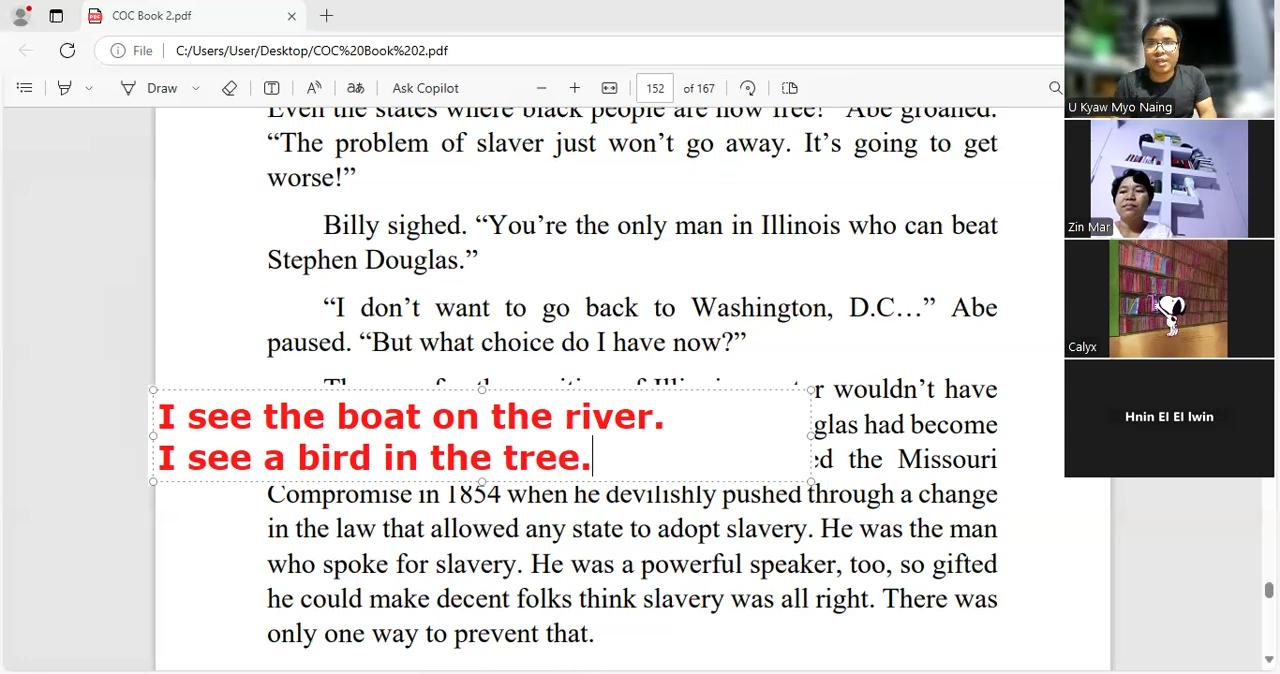 COC Book 2.pdf
File
C:/Users/User/Desktop/COC%20Book%202.pdf
Draw
Ask Copilot
152 of 167
Even the states where black people are now free!” Abe groaned.
“The problem of slaver just won’t go away. It’s going to get
worse!”
Billy sighed. “You’re the only man in Illinois who can beat
Stephen Douglas.”
“I don’t want to go back to Washington, D.C…” Abe
paused. “But what choice do I have now?”
wouldn’t have
I see the boat on the river.
glas had become
I see a bird in the tree.
the Missouri
Compromise in 1854 when he devilishly pushed through a change
in the law that allowed any state to adopt slavery. He was the man
who spoke for slavery. He was a powerful speaker, too, so gifted
he could make decent folks think slavery was all right. There was
only one way to prevent that.
U Kyaw Myo Naing
Zin Mar
Calyx
Hnin EI EI lwin